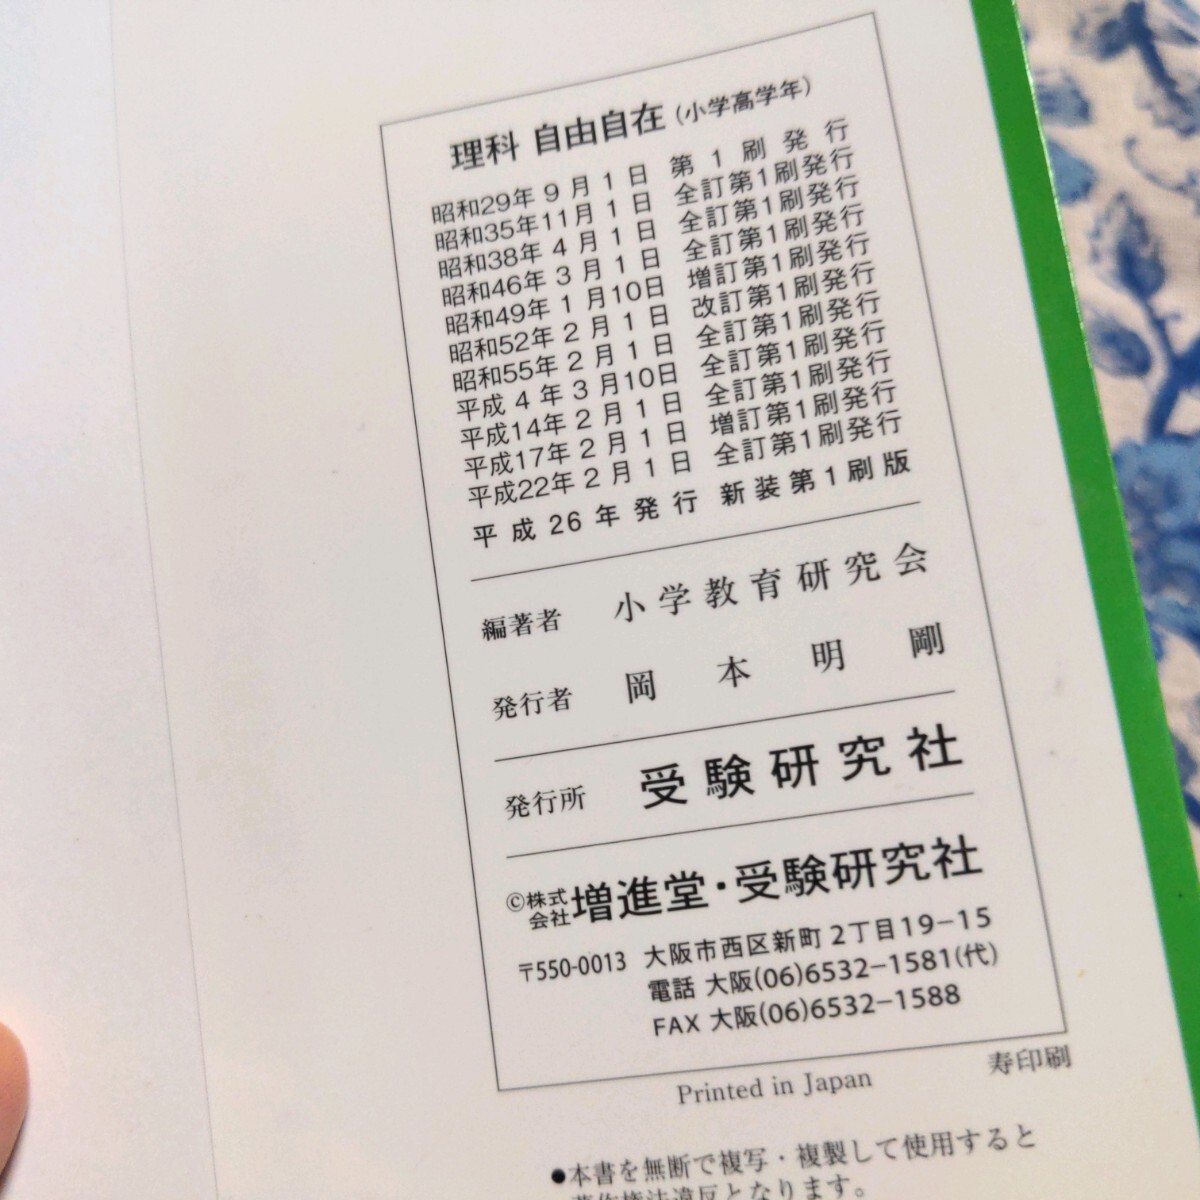 理科 自由自在 (小学高学年)
昭和29年 9 月 1 日 第 1 刷 発 行
昭和35年11月 1 日 全訂第1刷発行
昭和38年 4 月 1 日 全訂第1刷発行
昭和46年 3 月 1 日 全訂第1刷発行
昭和49年 1 月10日 増訂第1刷発行
昭和52年 2 月 1 日 改訂第1刷発行
昭和55年 2 月 1 日 全訂第1刷発行
平成 4 年 3 月10日 全訂第1刷発行
平成14年 2 月 1 日 全訂第1刷発行
平成17年 2 月 1 日 増訂第1刷発行
平成22年 2 月 1 日 全訂第1刷発行
平成 26 年 発 行 新 装 第 1 刷 版
編著者 小学教育研究会
発行者 岡本明剛
発行所 受験研究社
©株式会社増進堂・受験研究社
〒550-0013 大阪市西区新町 2丁目19−15
電話 大阪(06)6532−1581(代)
FAX 大阪(06)6532−1588
Printed in Japan 寿印刷
●本書を無断で複写・複製して使用すると
著作権法違反となります。